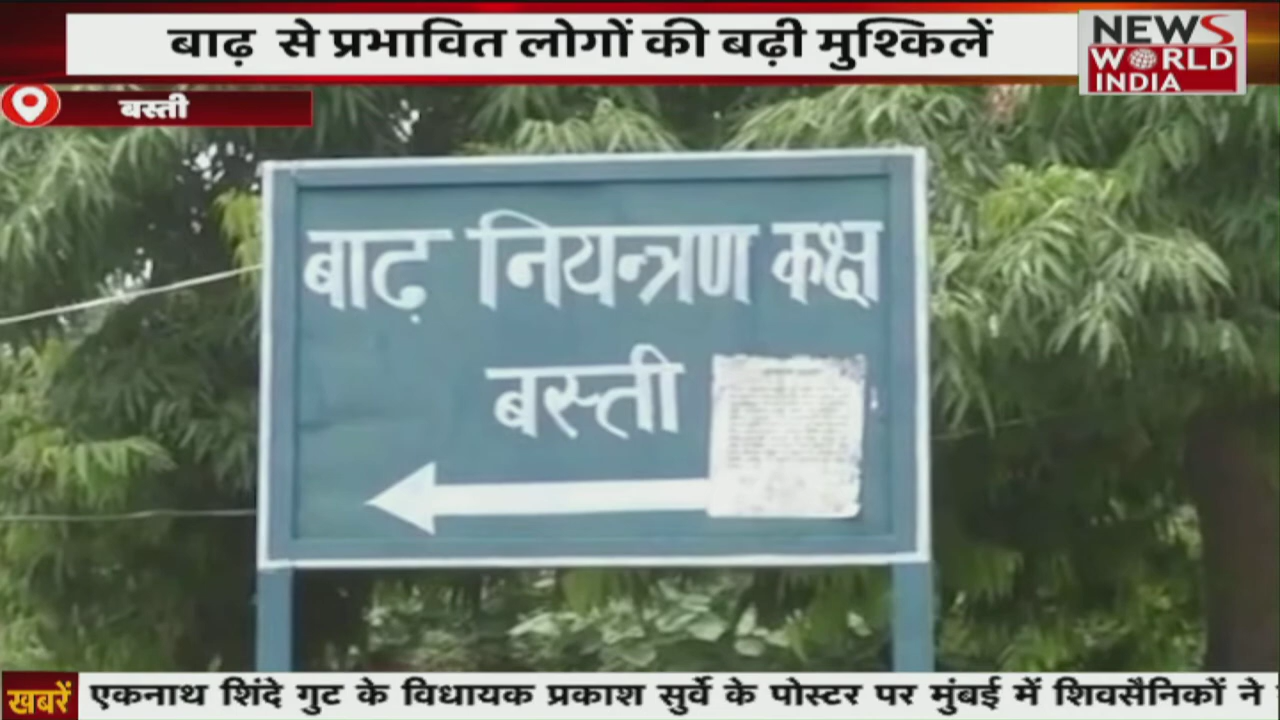 बाढ़ से प्रभावित लोगों की बढ़ी मुश्किलें
NEWS
WORLD
INDIA
बस्ती
बाढ़ नियन्त्रण कक्ष
बस्ती
खबरें
एकनाथ शिंदे गुट के विधायक प्रकाश सुर्वे के पोस्टर पर मुंबई में शिवसैनिकों ने